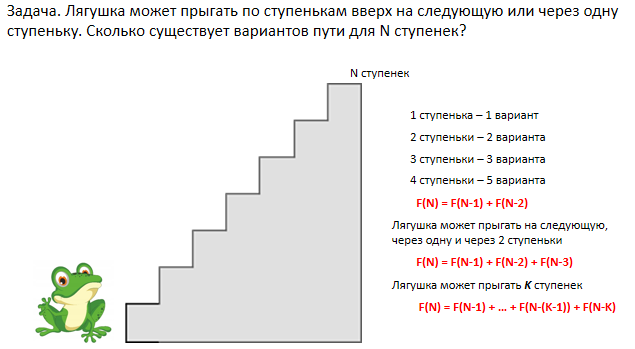 Задача. Лягушка может прыгать по ступенькам вверх на следующую или через одну
ступеньку. Сколько существует вариантов пути для N ступенек?
N ступенек
1 ступенька – 1 вариант
2 ступеньки – 2 варианта
3 ступеньки – 3 варианта
4 ступеньки – 5 варианта
F(N) = F(N-1) + F(N-2)
Лягушка может прыгать на следующую,
через одну и через 2 ступеньки
F(N) = F(N-1) + F(N-2) + F(N-3)
Лягушка может прыгать K ступенек
F(N) = F(N-1) + … + F(N-(K-1)) + F(N-K)